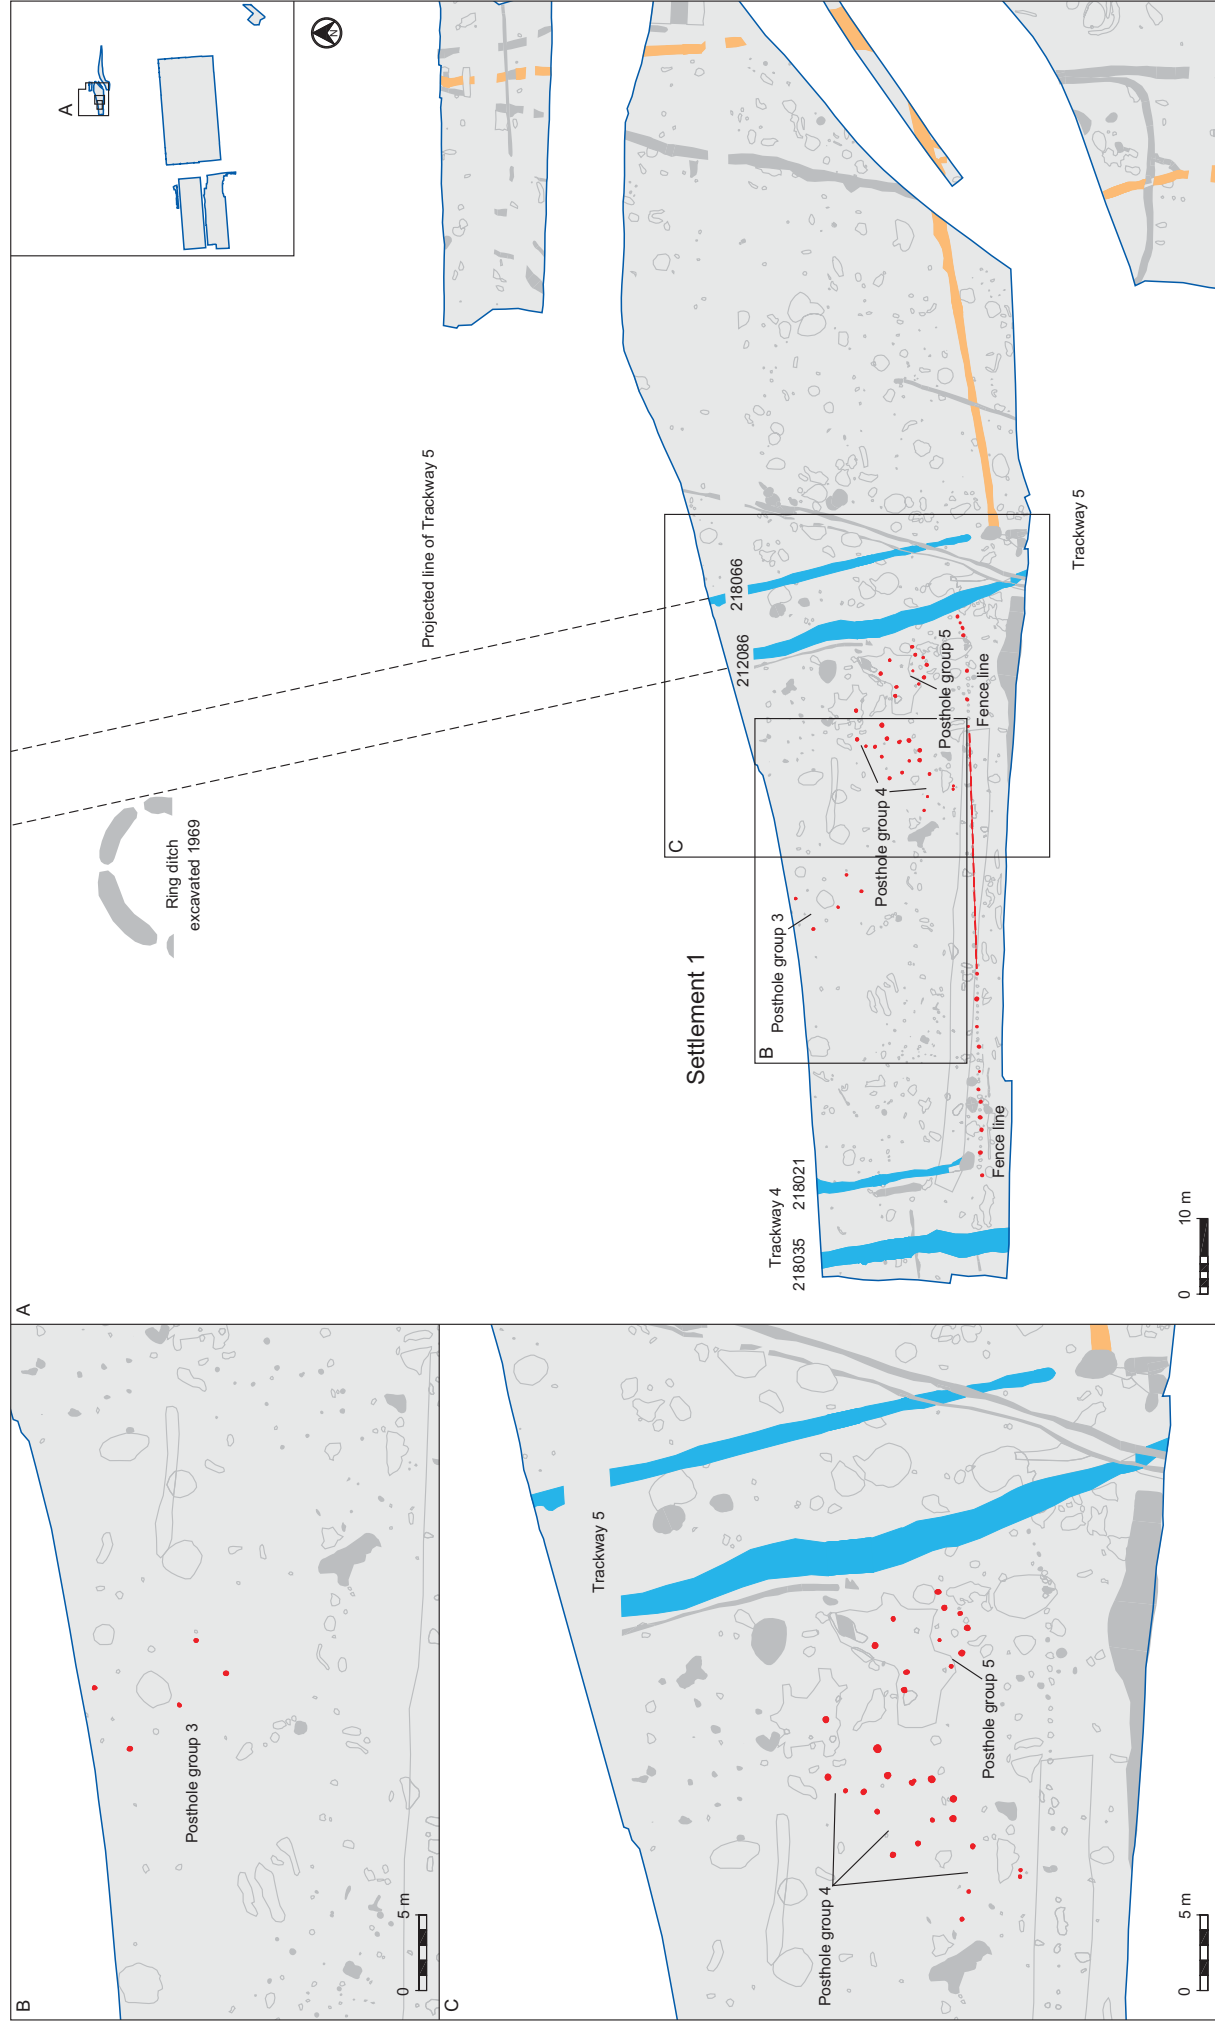 A
A
N
Projected line of Trackway 5
Ring ditch
excavated 1969
Settlement 1
C
218066
212086
Trackway 5
Posthole group 5
Fence line
Posthole group 4
Posthole group 3
B
Fence line
Trackway 4
218021
218035
0
10 m
B
Posthole group 3
0
5 m
C
Trackway 5
Posthole group 5
Posthole group 4
0
5 m